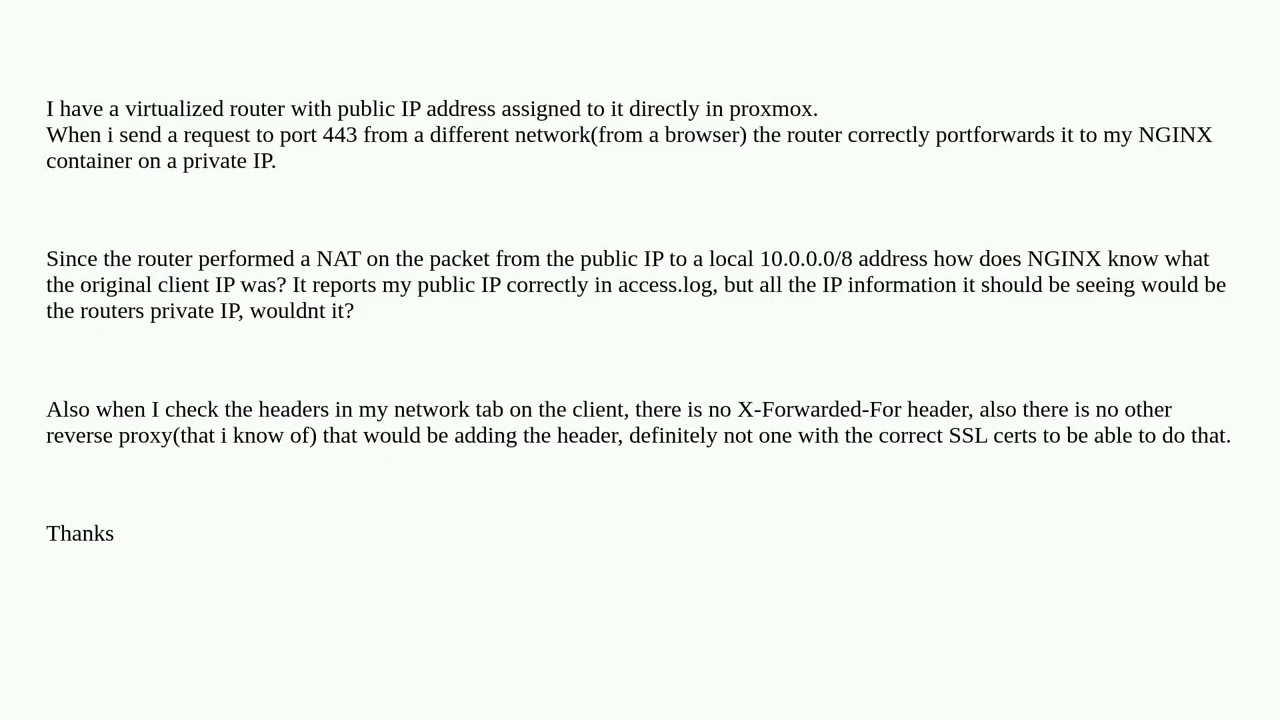 I have a virtualized router with public IP address assigned to it directly in proxmox.
When i send a request to port 443 from a different network(from a browser) the router correctly portforwards it to my NGINX
container on a private IP.
Since the router performed a NAT on the packet from the public IP to a local 10.0.0.0/8 address how does NGINX know what
the original client IP was? It reports my public IP correctly in access.log, but all the IP information it should be seeing would be
the routers private IP, wouldnt it?
Also when I check the headers in my network tab on the client, there is no X-Forwarded-For header, also there is no other
reverse proxy(that i know of) that would be adding the header, definitely not one with the correct SSL certs to be able to do that.
Thanks